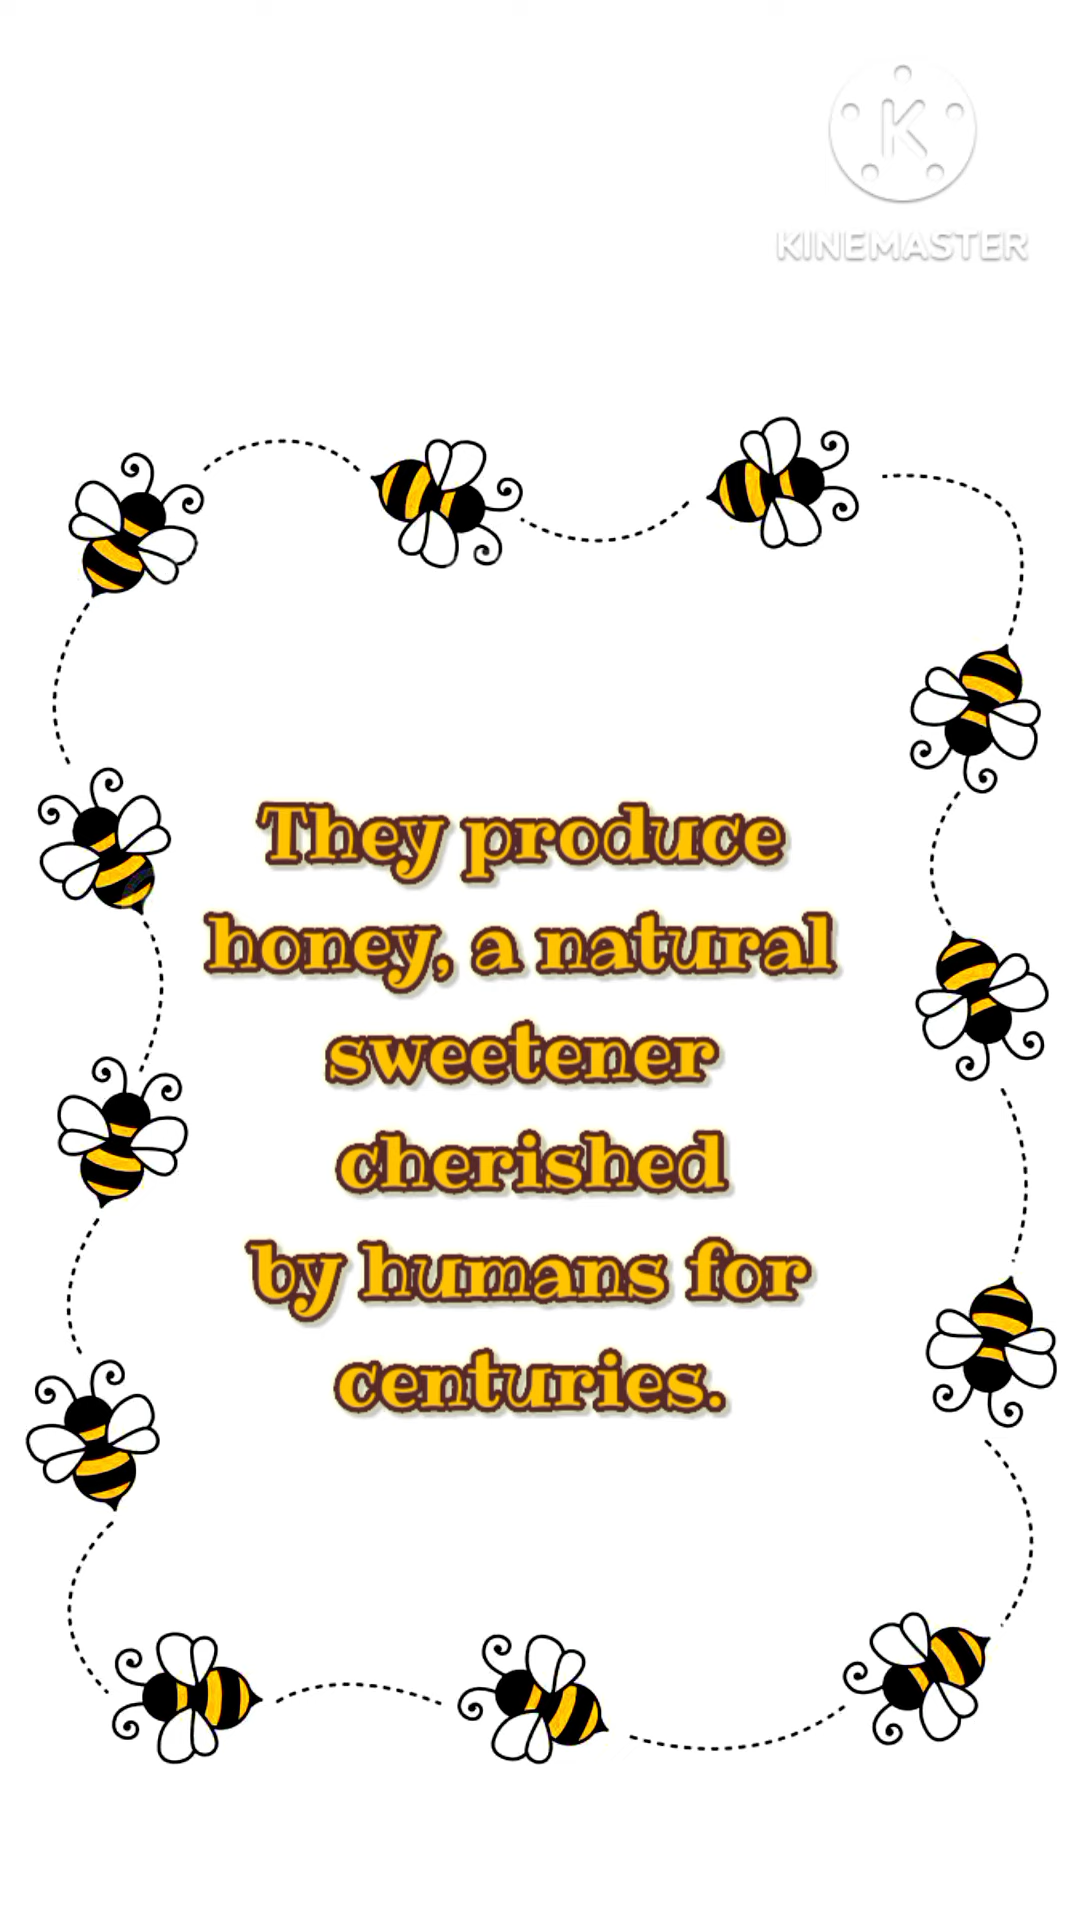 K
KINEMASTER
They produce
honey, a natural
sweetener
cherished
by humans for
centuries.